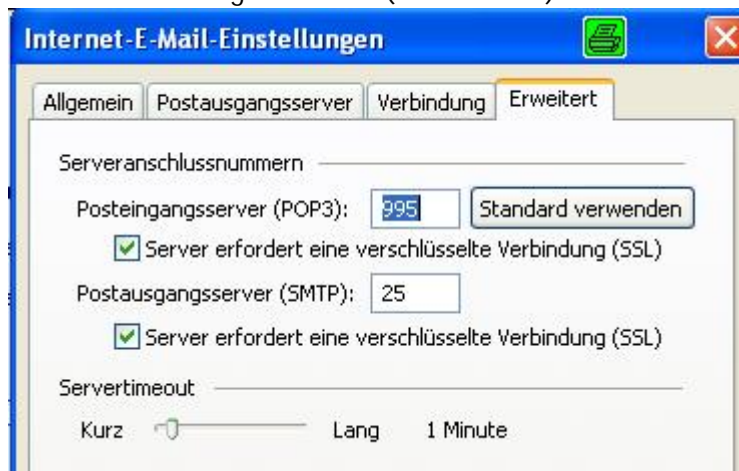 Internet-E-Mail-Einstellungen
Allgemein Postausgangsserver Verbindung Erweitert
Serveranschlussnummern
Posteingangsserver (POP3): 995 Standard verwenden
Server erfordert eine verschlüsselte Verbindung (SSL)
Postausgangsserver (SMTP): 25
Server erfordert eine verschlüsselte Verbindung (SSL)
Servertimeout
Kurz Lang 1 Minute